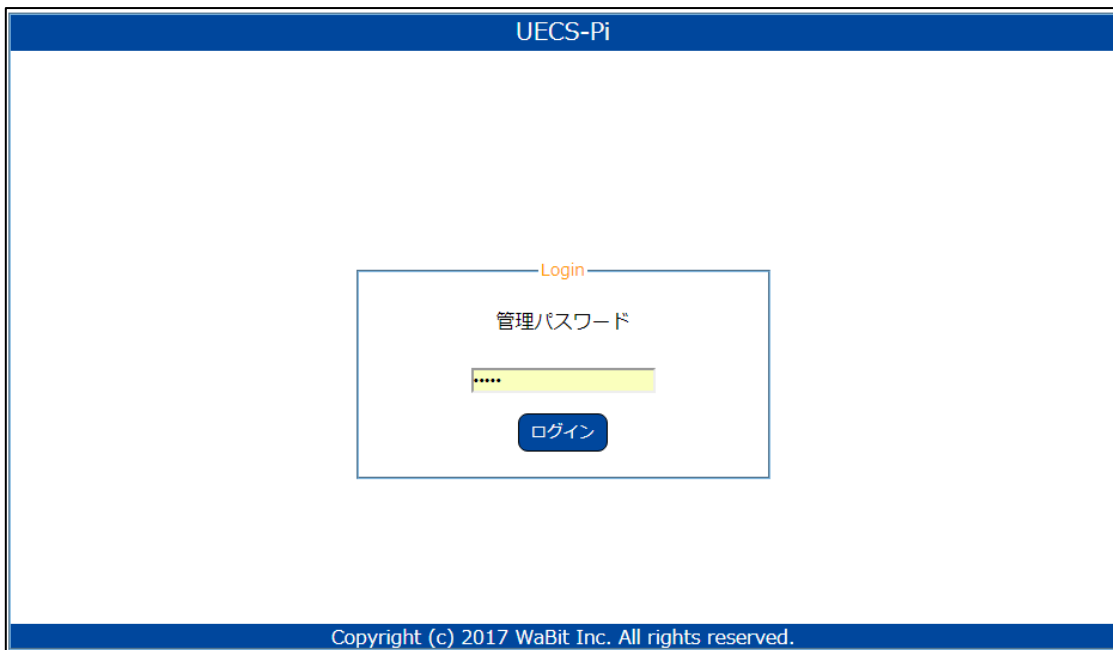 UECS-Pi
Login
管理パスワード
•••••
ログイン
Copyright (c) 2017 WaBit Inc. All rights reserved.